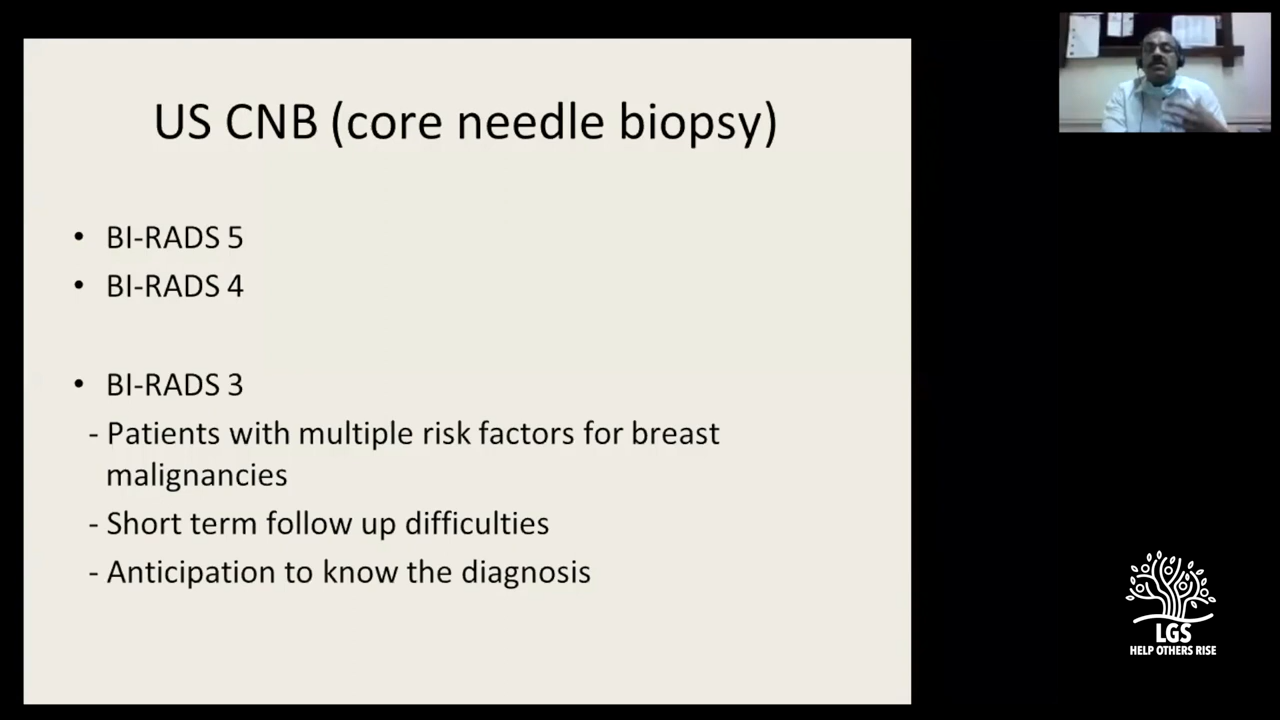 US CNB (core needle biopsy)
• BI-RADS 5
• BI-RADS 4
• BI-RADS 3
- Patients with multiple risk factors for breast
malignancies
- Short term follow up difficulties
- Anticipation to know the diagnosis
LGS
HELP OTHERS RISE